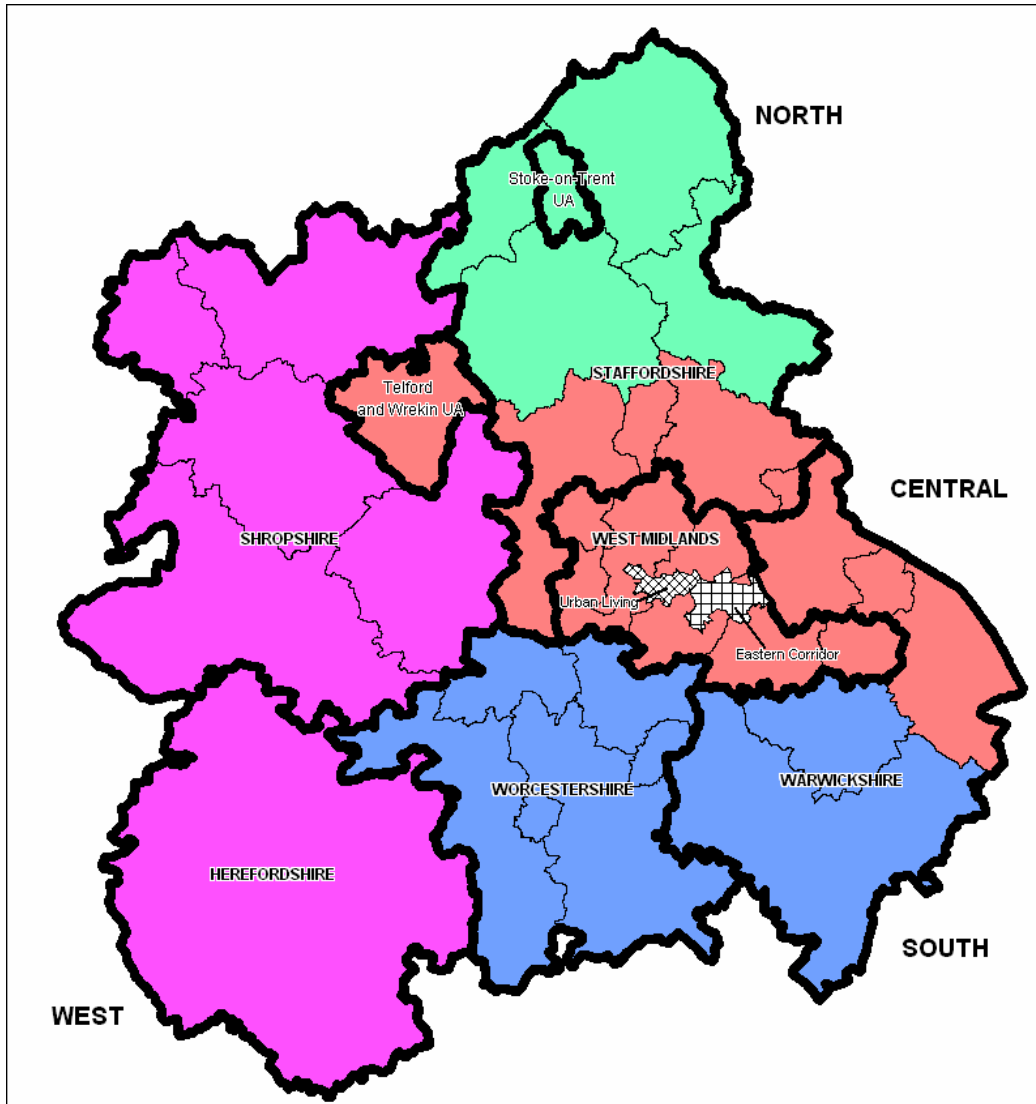 NORTH
Stoke-on-Trent
UA
STAFFORDSHIRE
Telford
and Wrekin UA
CENTRAL
SHROPSHIRE
WEST MIDLANDS
Urban Living
Eastern Corridor
WORCESTERSHIRE
WARWICKSHIRE
HEREFORDSHIRE
SOUTH
WEST